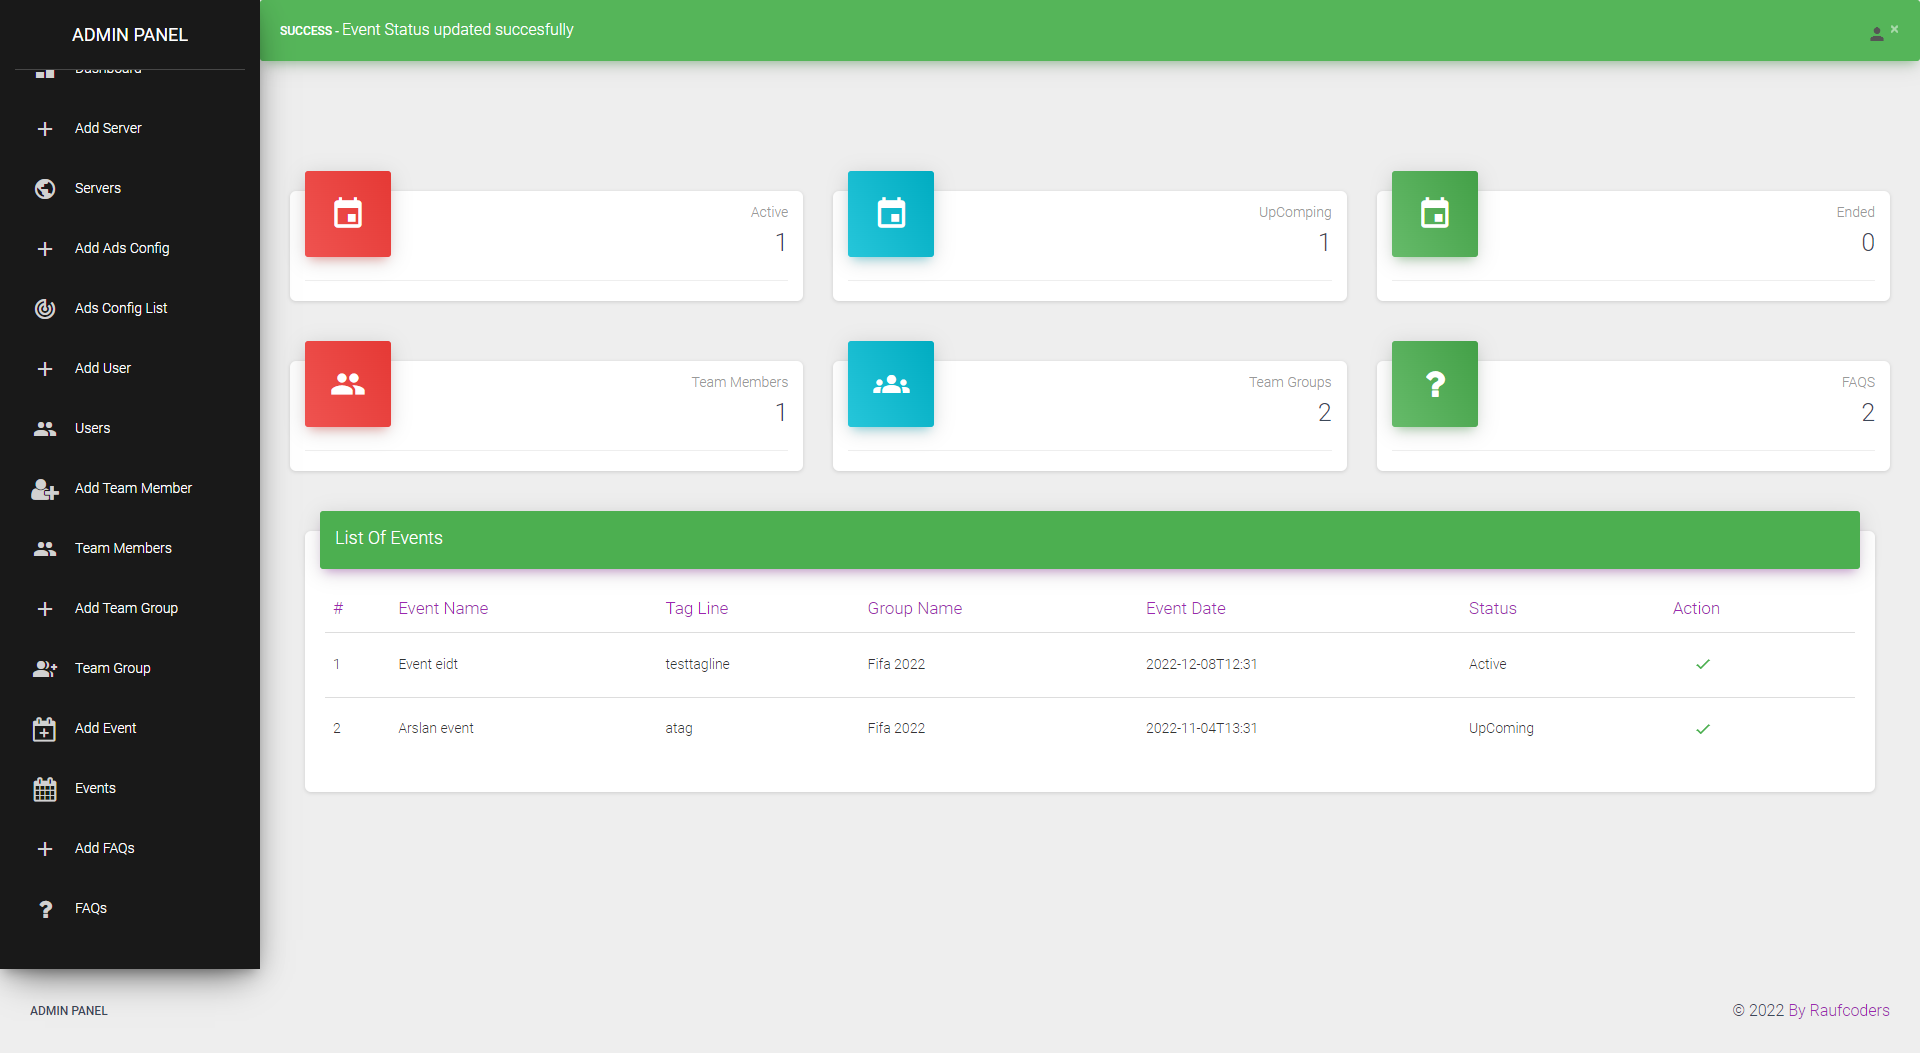 ADMIN PANEL
Dashboard
Add Server
Servers
Add Ads Config
Ads Config List
Add User
Users
Add Team Member
Team Members
Add Team Group
Team Group
Add Event
Events
Add FAQs
FAQs
SUCCESS - Event Status updated succesfully ×
Active
1
UpComping
1
Ended
0
Team Members
1
Team Groups
2
FAQS
2
List Of Events
# Event Name Tag Line Group Name Event Date Status Action
1 Event eidt testtagline Fifa 2022 2022-12-08T12:31 Active
2 Arslan event atag Fifa 2022 2022-11-04T13:31 UpComing
ADMIN PANEL
© 2022 By Raufcoders